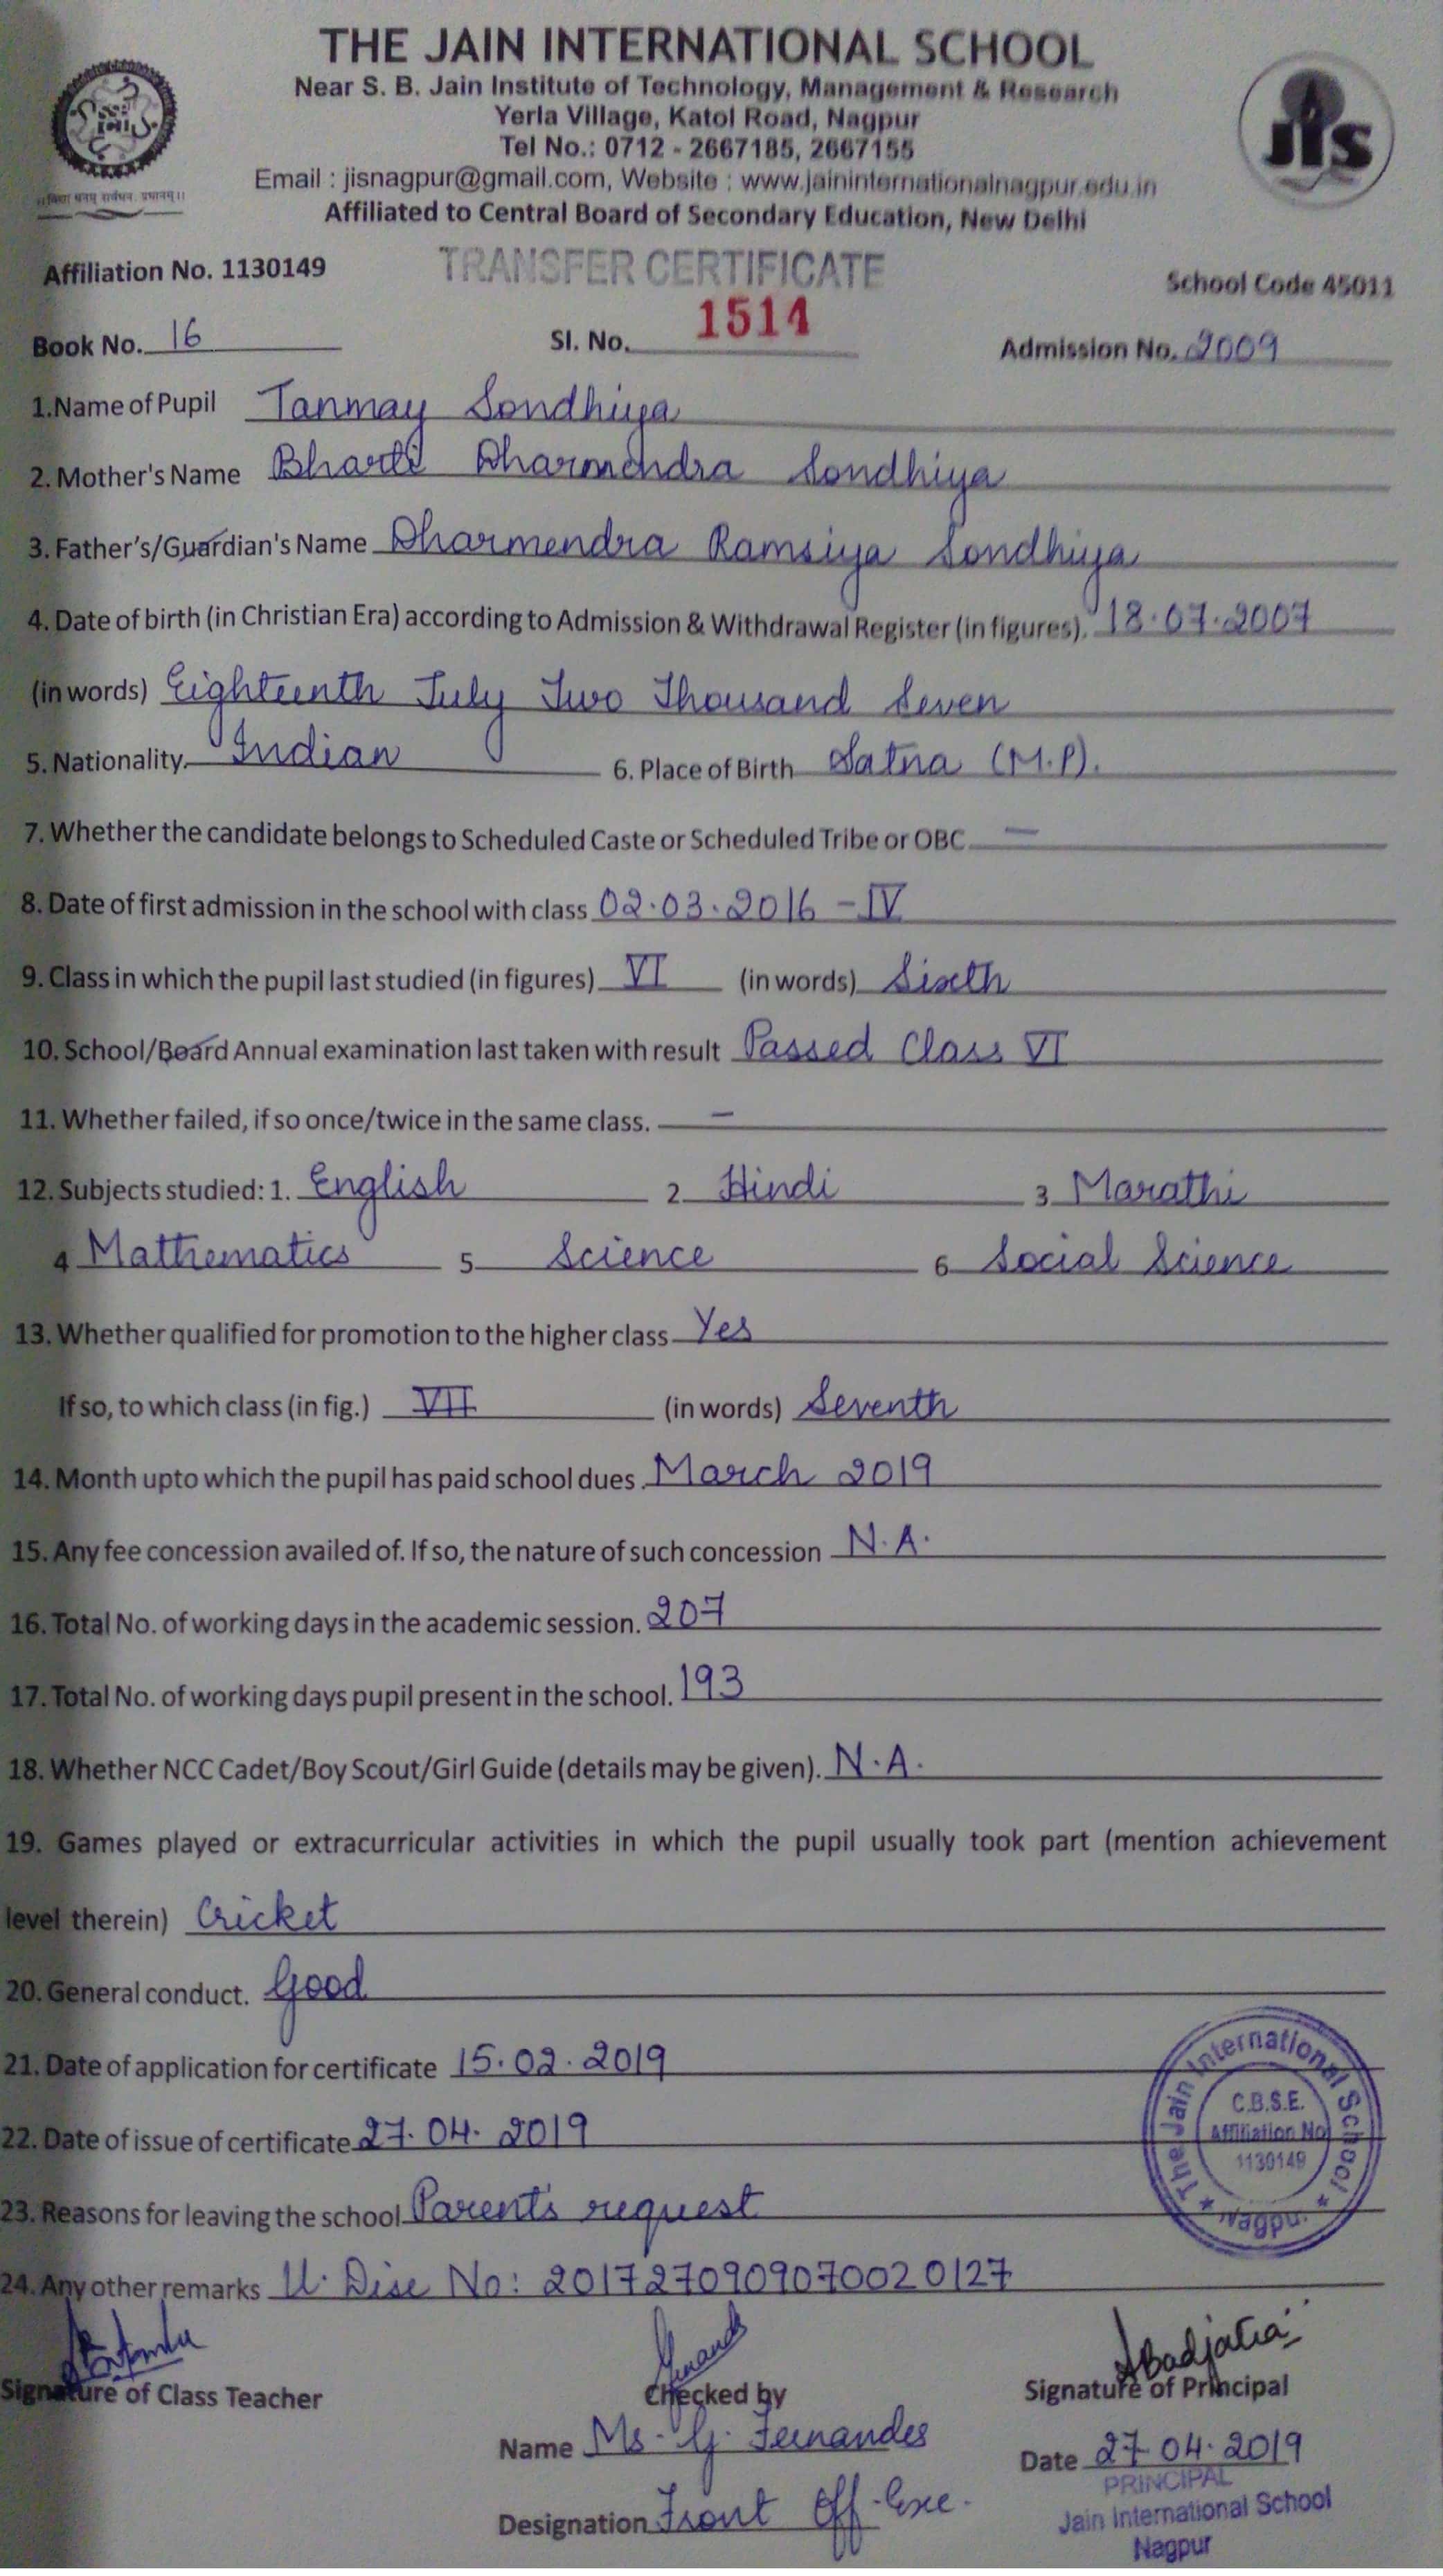 THE JAIN INTERNATIONAL SCHOOL
Near S. B. Jain Institute of Technology, Management & Research
Yerla Village, Katol Road, Nagpur
Tel No.: 0712 - 2667185, 2667155
Email : jisnagpur@gmail.com, Website : www.jaininternationalnagpur.edu.in
Affiliated to Central Board of Secondary Education, New Delhi
jis
Affiliation No. 1130149 TRANSFER CERTIFICATE School Code 45011
Book No. 16 Sl. No. 1514 Admission No. 2009
1.Name of Pupil Tanmay Sondhiya
2. Mother's Name Bharti Dharmendra Sondhiya
3. Father's/Guardian's Name Dharmendra Ramsiya Sondhiya
4. Date of birth (in Christian Era) according to Admission & Withdrawal Register (in figures). 18.07.2007
(in words) Eighteenth July Two Thousand Seven
5. Nationality. Indian 6. Place of Birth Satna (M.P).
7. Whether the candidate belongs to Scheduled Caste or Scheduled Tribe or OBC —
8. Date of first admission in the school with class 02.03.2016 - IV
9. Class in which the pupil last studied (in figures) VI (in words) Sixth
10. School/Board Annual examination last taken with result Passed Class VI
11. Whether failed, if so once/twice in the same class. —
12. Subjects studied: 1. English 2 Hindi 3 Marathi
4 Mathematics 5 Science 6 Social Science
13. Whether qualified for promotion to the higher class Yes
If so, to which class (in fig.) VII (in words) Seventh
14. Month upto which the pupil has paid school dues. March 2019
15. Any fee concession availed of. If so, the nature of such concession N.A.
16. Total No. of working days in the academic session. 207
17. Total No. of working days pupil present in the school. 193
18. Whether NCC Cadet/Boy Scout/Girl Guide (details may be given). N.A.
19. Games played or extracurricular activities in which the pupil usually took part (mention achievement
level therein) Cricket
20. General conduct. Good
21. Date of application for certificate 15.02.2019
22. Date of issue of certificate 27.04.2019
23. Reasons for leaving the school Parent's request
24. Any other remarks U. Dise No: 2017270909070020127
The Jain International School
C.B.S.E.
Affiliation No
1130149
Nagpur
Signature of Class Teacher Checked by Signature of Principal
Name Ms. G. Fernandes Date 27.04.2019
PRINCIPAL
Designation Front Off. Exe. Jain International School
Nagpur